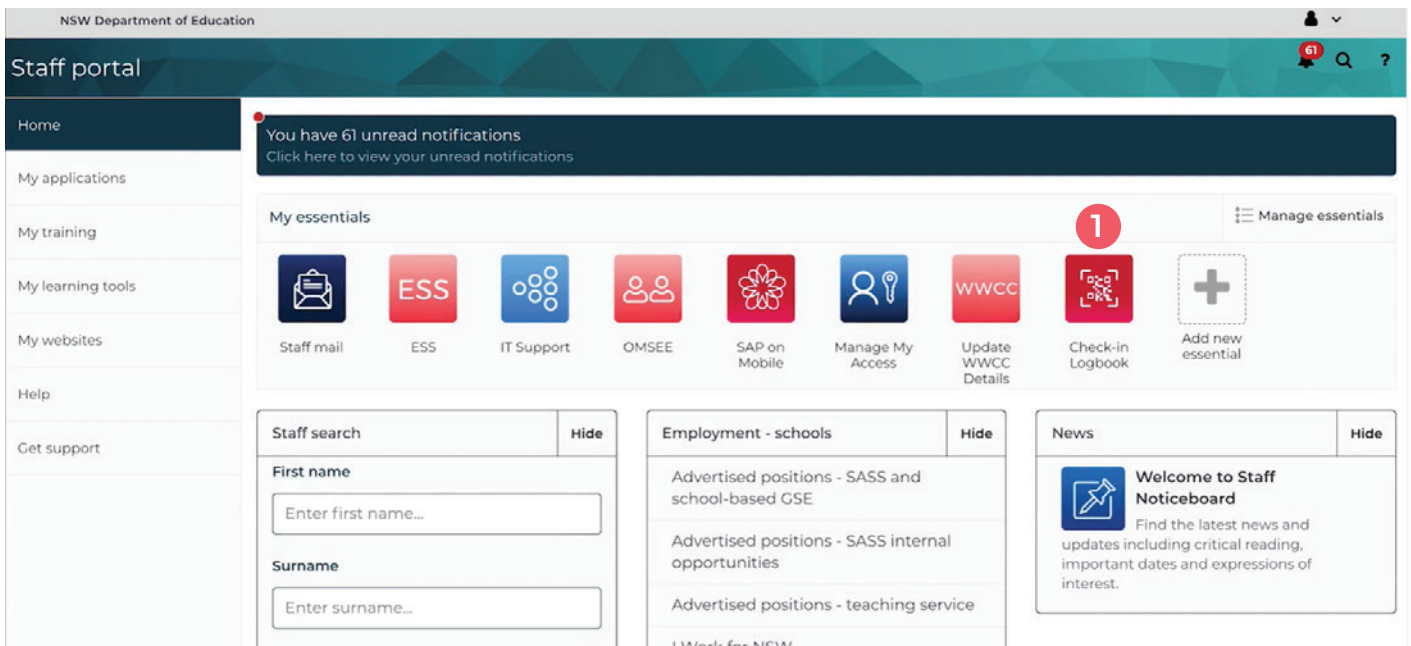 NSW Department of Education
Staff portal
61
?
Home
My applications
My training
My learning tools
My websites
Help
Get support
You have 61 unread notifications
Click here to view your unread notifications
My essentials
1
Manage essentials
ESS
WWCC
Staff mail
ESS
IT Support
OMSEE
SAP on
Mobile
Manage My
Access
Update
WWCC
Details
Check-in
Logbook
Add new
essential
Staff search
Hide
First name
Enter first name...
Surname
Enter surname...
Employment - schools
Hide
Advertised positions - SASS and
school-based GSE
Advertised positions - SASS internal
opportunities
Advertised positions - teaching service
I Work for NSW
News
Hide
Welcome to Staff
Noticeboard
Find the latest news and
updates including critical reading,
important dates and expressions of
interest.